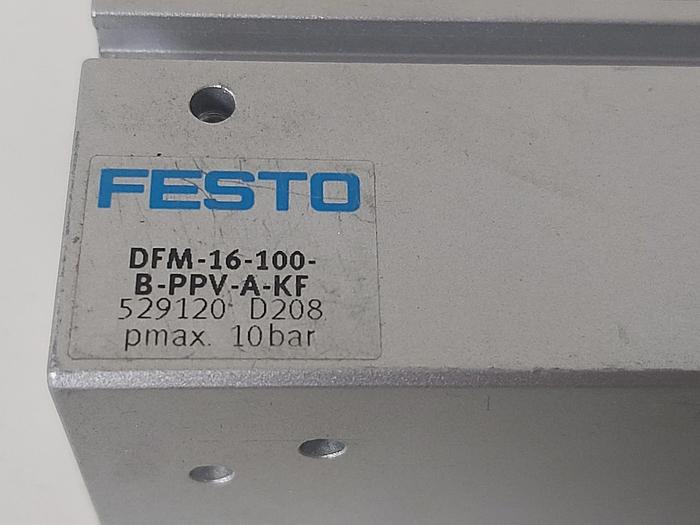 FESTO
DFM-16-100-
B-PPV-A-KF
529120 D208
pmax. 10bar